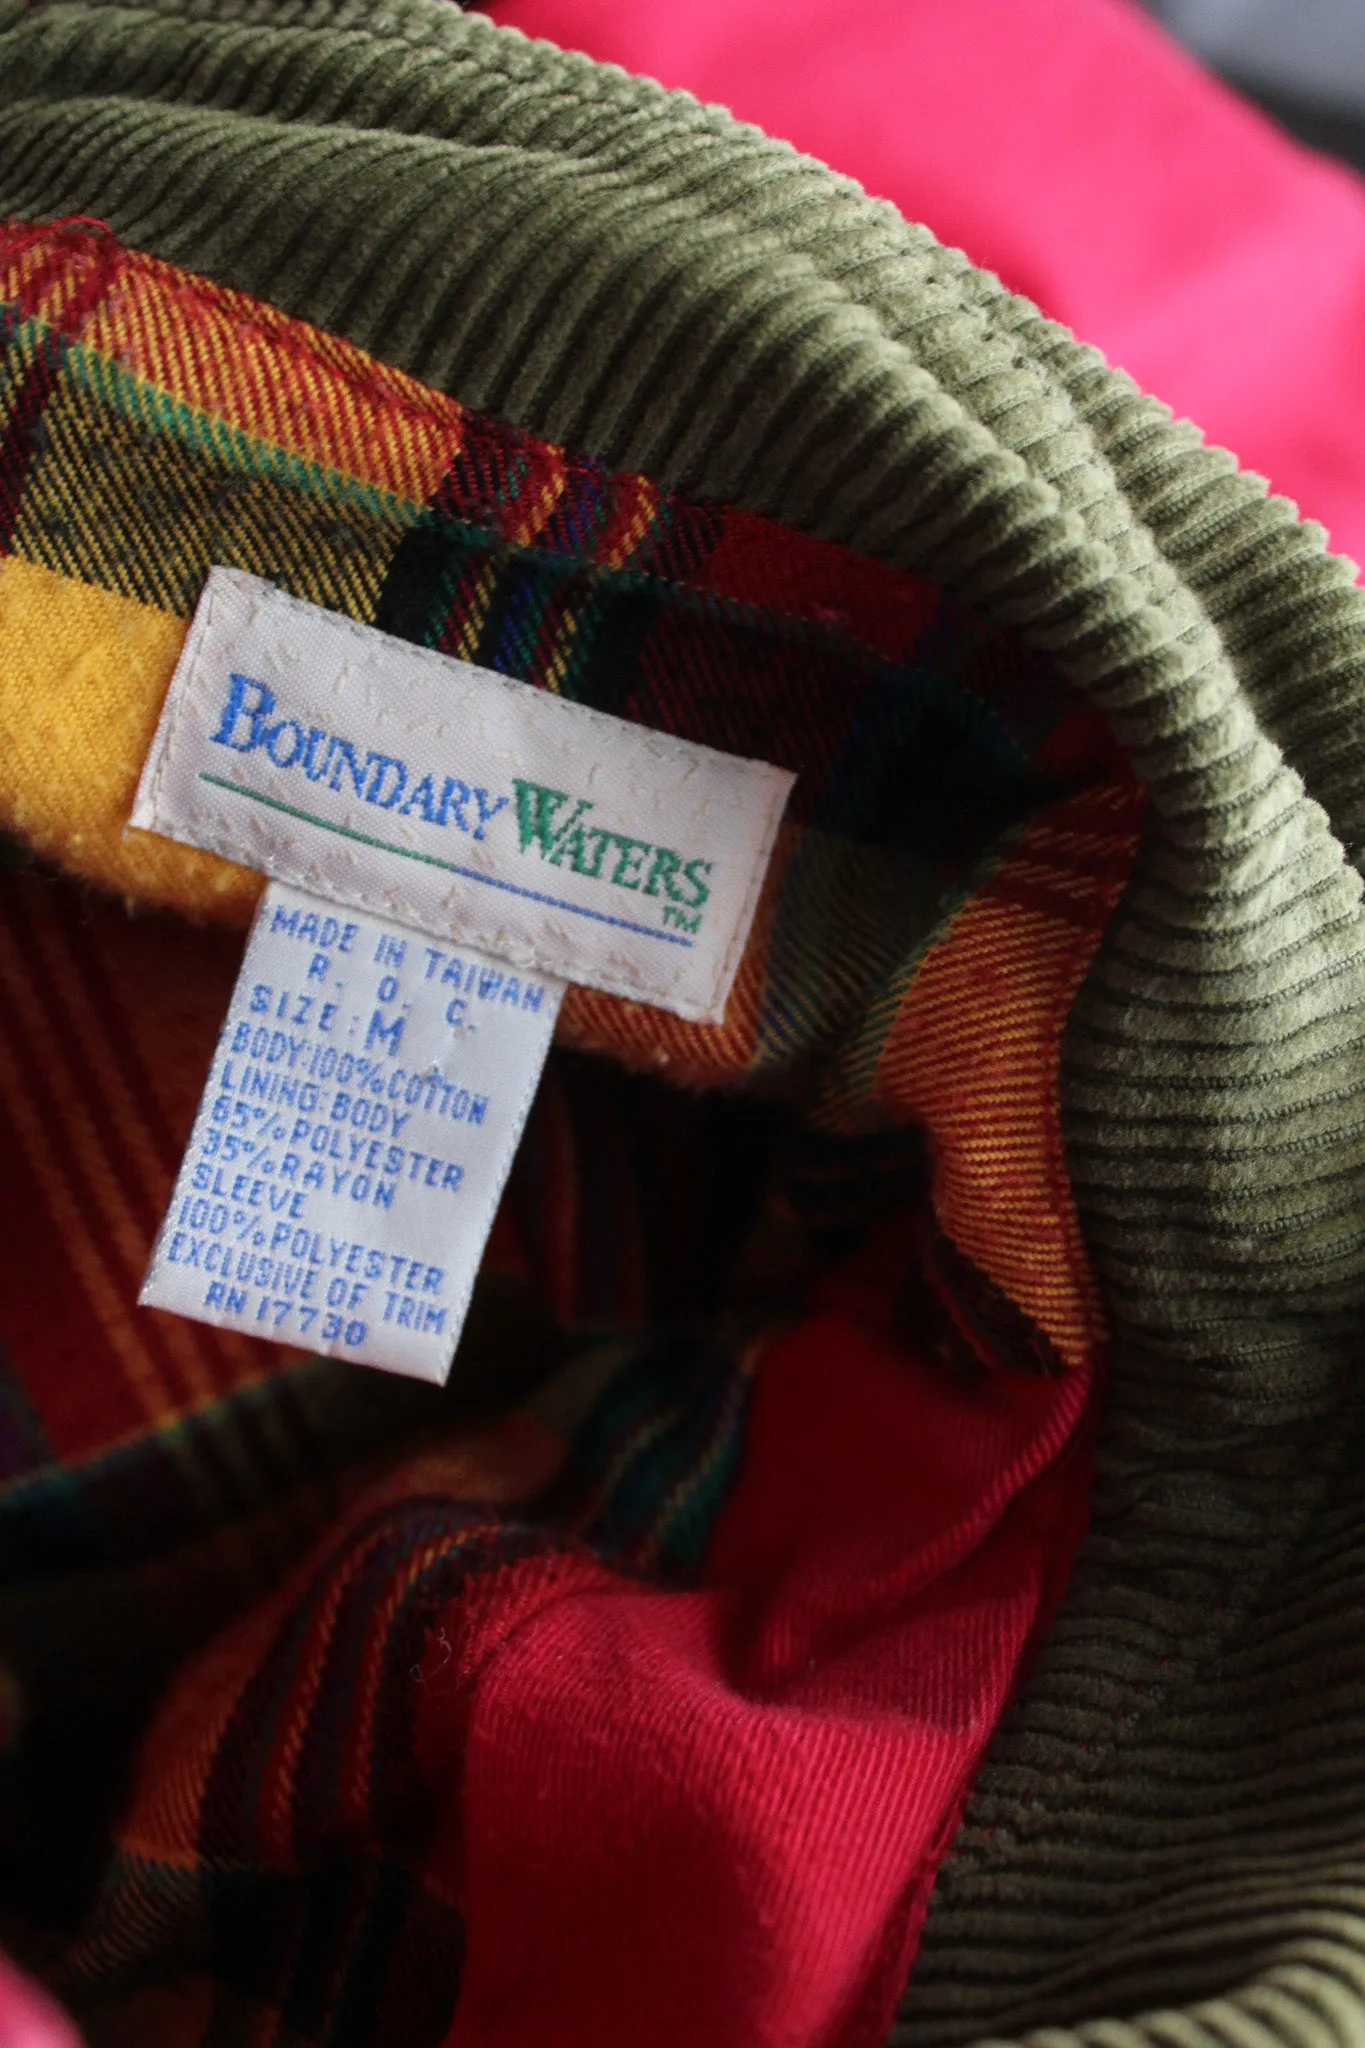 BOUNDARY WATERS
TM
MADE IN TAIWAN
R. O. C.
SIZE: M
BODY:100%COTTON
LINING:BODY
65%POLYESTER
35%RAYON
SLEEVE
100%POLYESTER
EXCLUSIVE OF TRIM
RN 17730